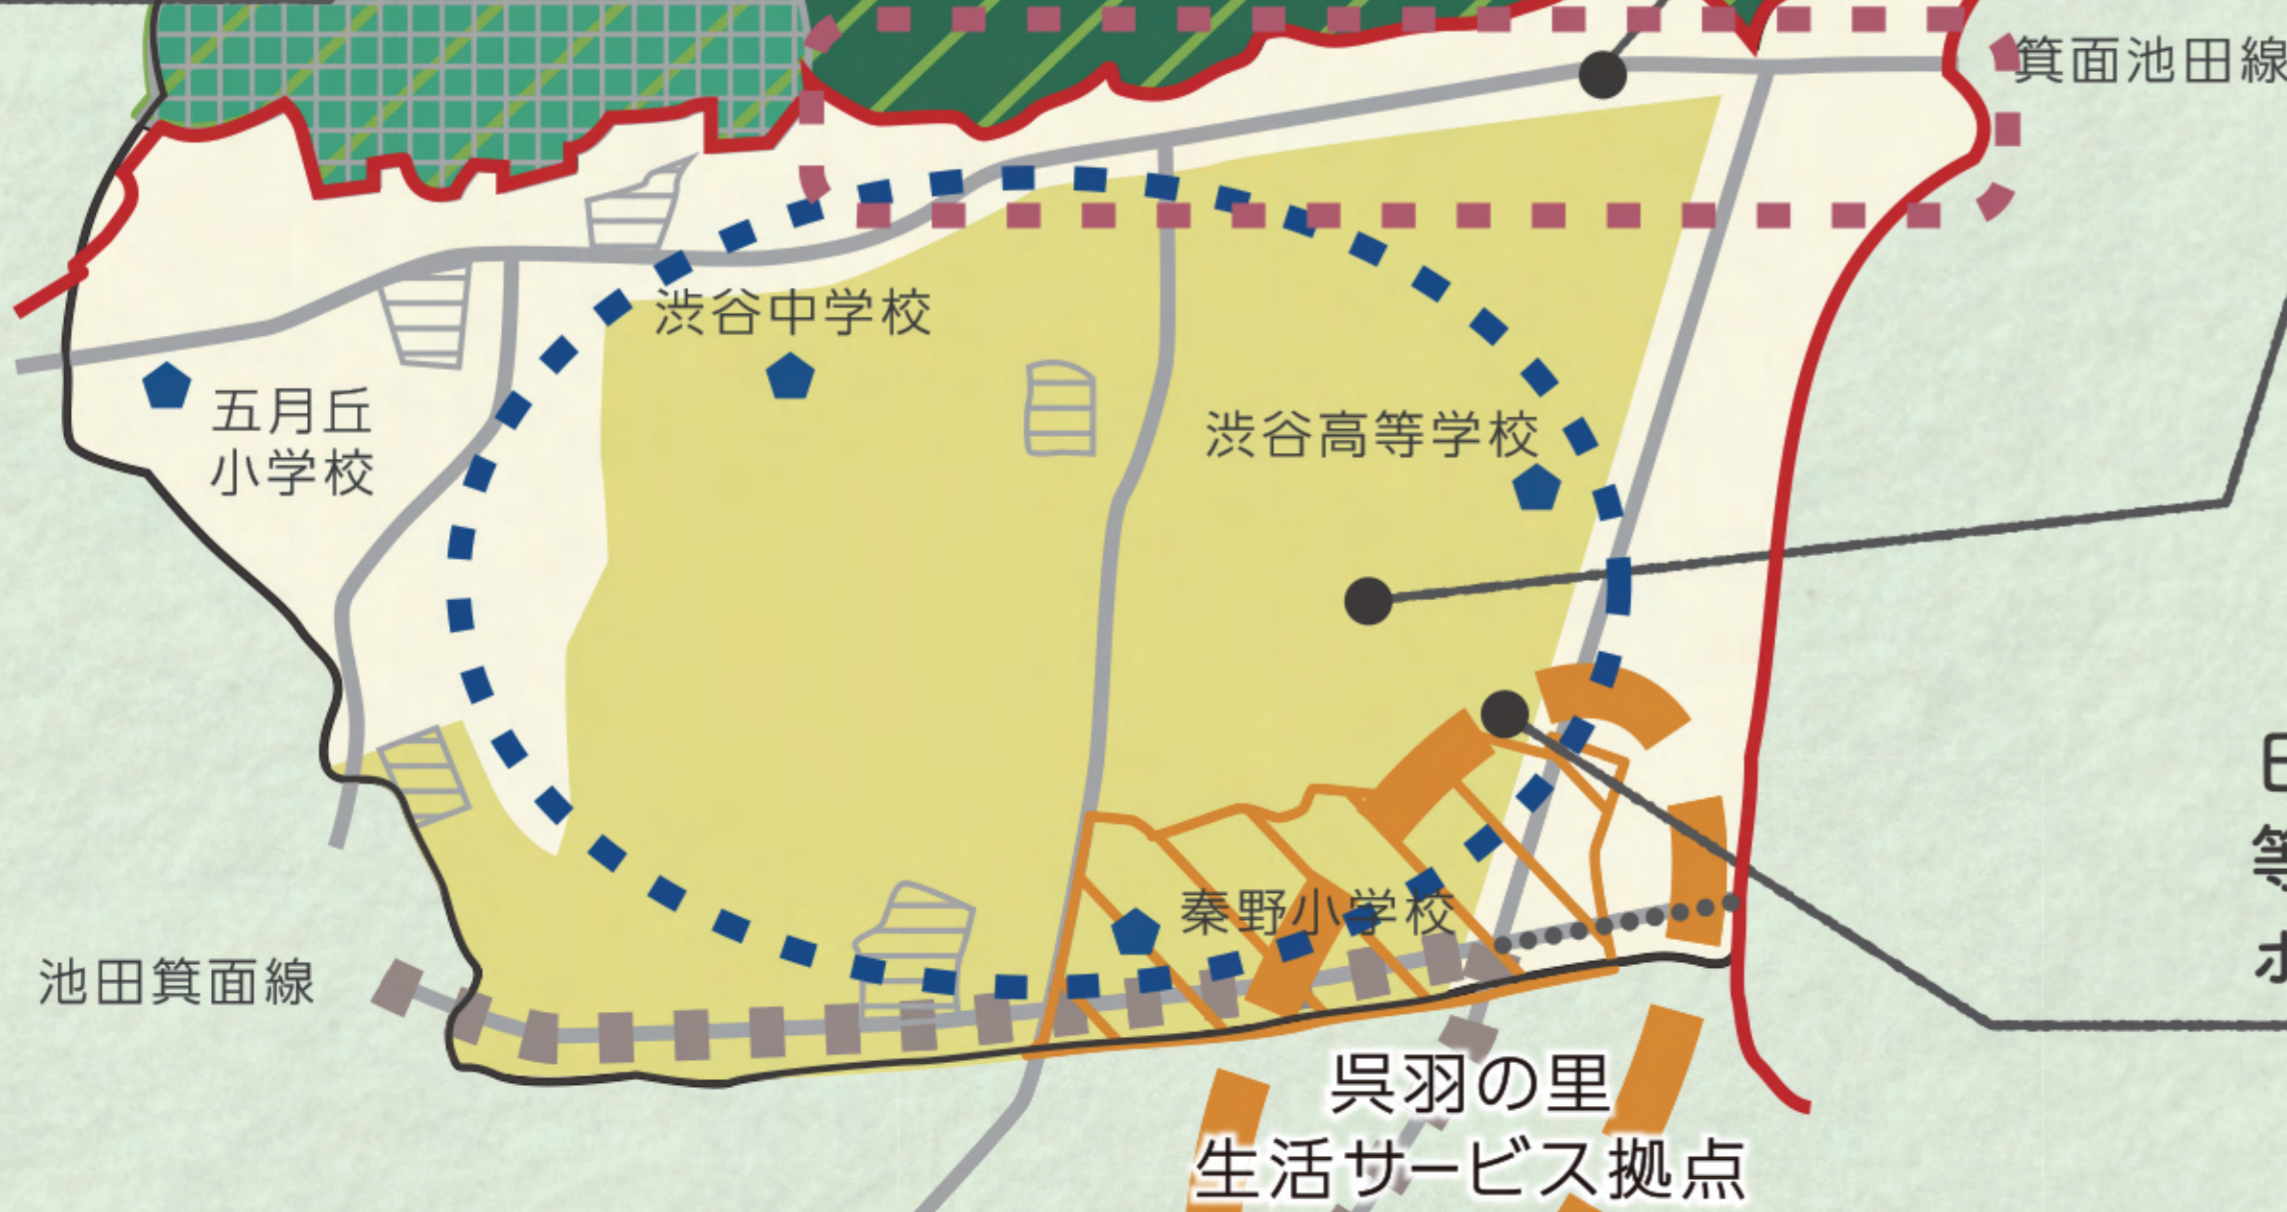 箕面池田線
渋谷中学校
五月丘
小学校
渋谷高等学校
秦野小学校
池田箕面線
呉羽の里
生活サービス拠点
等